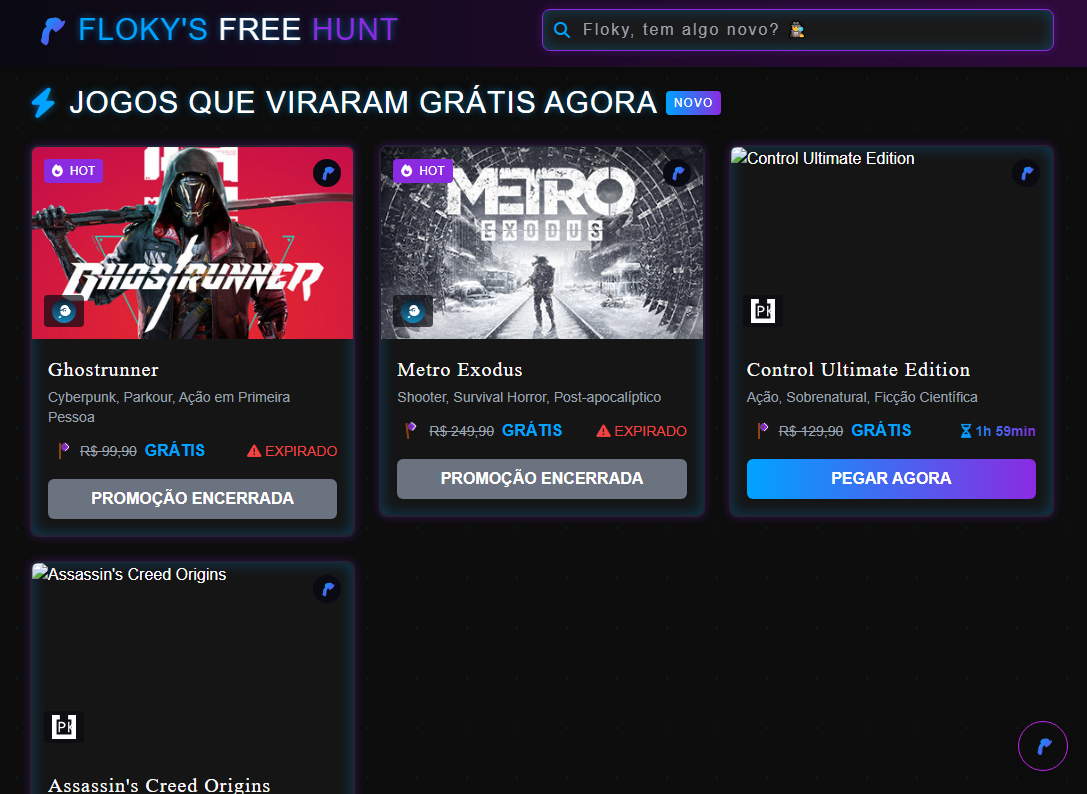 FLOKY'S FREE HUNT
Floky, tem algo novo?
JOGOS QUE VIRARAM GRÁTIS AGORA NOVO
HOT
GHOSTRUNNER
Ghostrunner
Cyberpunk, Parkour, Ação em Primeira
Pessoa
R$ 99,90 GRÁTIS EXPIRADO
PROMOÇÃO ENCERRADA
HOT
METRO
EXODUS
Metro Exodus
Shooter, Survival Horror, Post-apocalíptico
R$ 249,90 GRÁTIS EXPIRADO
PROMOÇÃO ENCERRADA
Control Ultimate Edition
Control Ultimate Edition
Ação, Sobrenatural, Ficção Científica
R$ 129,90 GRÁTIS 1h 59min
PEGAR AGORA
Assassin's Creed Origins
Assassin's Creed Origins